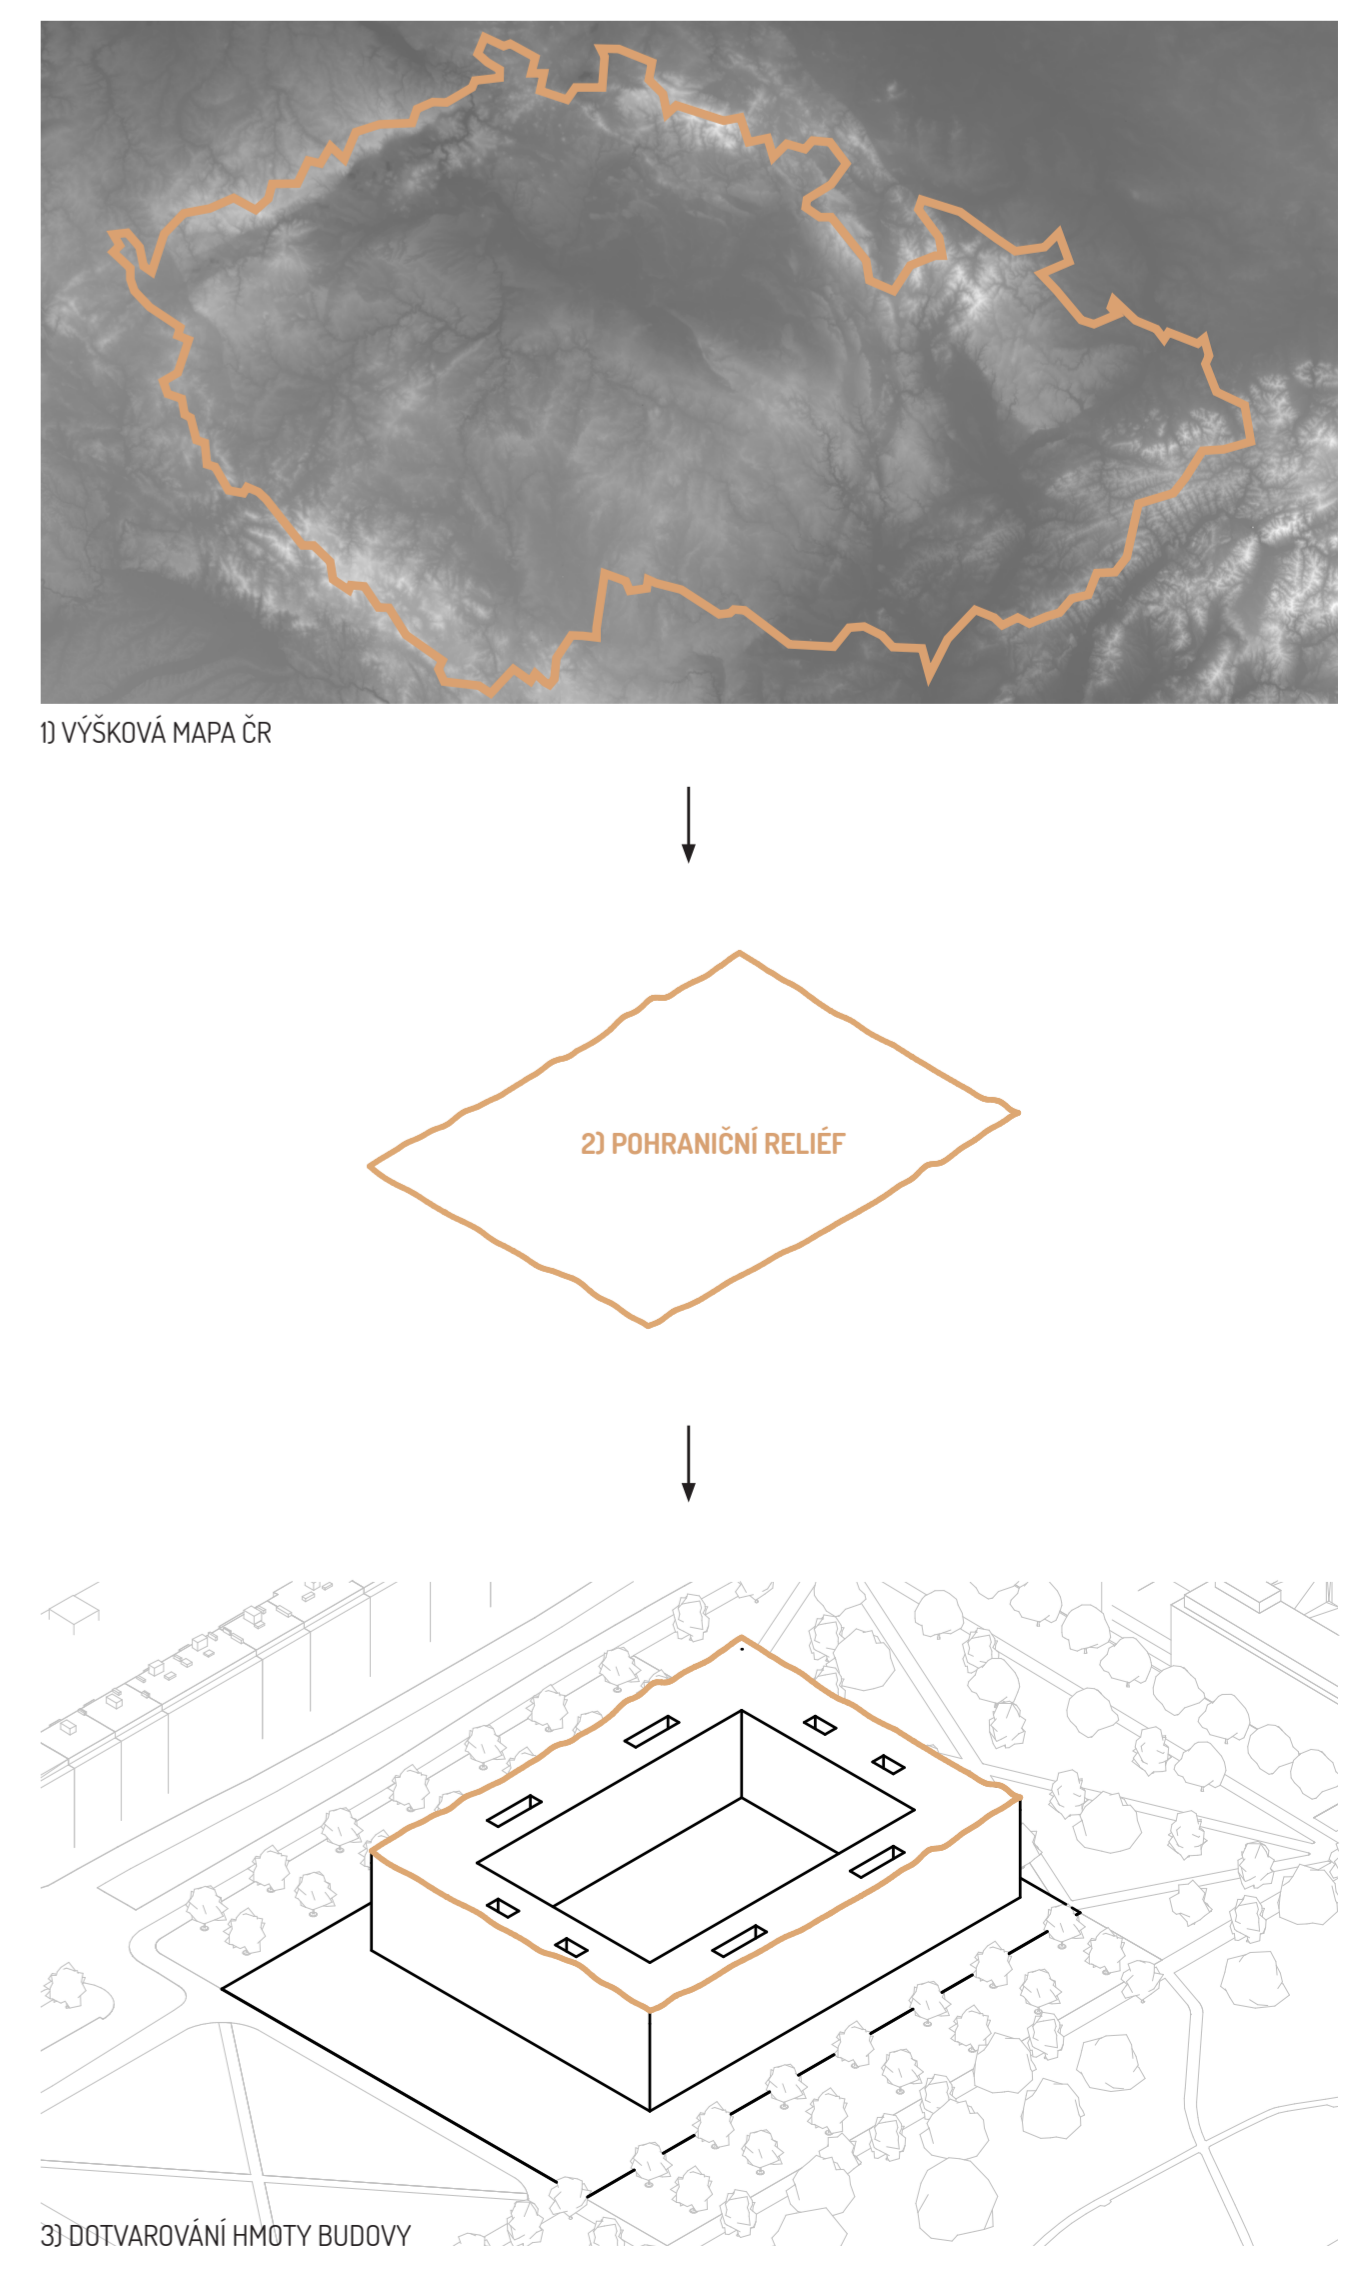 1) VÝŠKOVÁ MAPA ČR
2) POHRANIČNÍ RELIÉF
3) DOTVAROVÁNÍ HMOTY BUDOVY